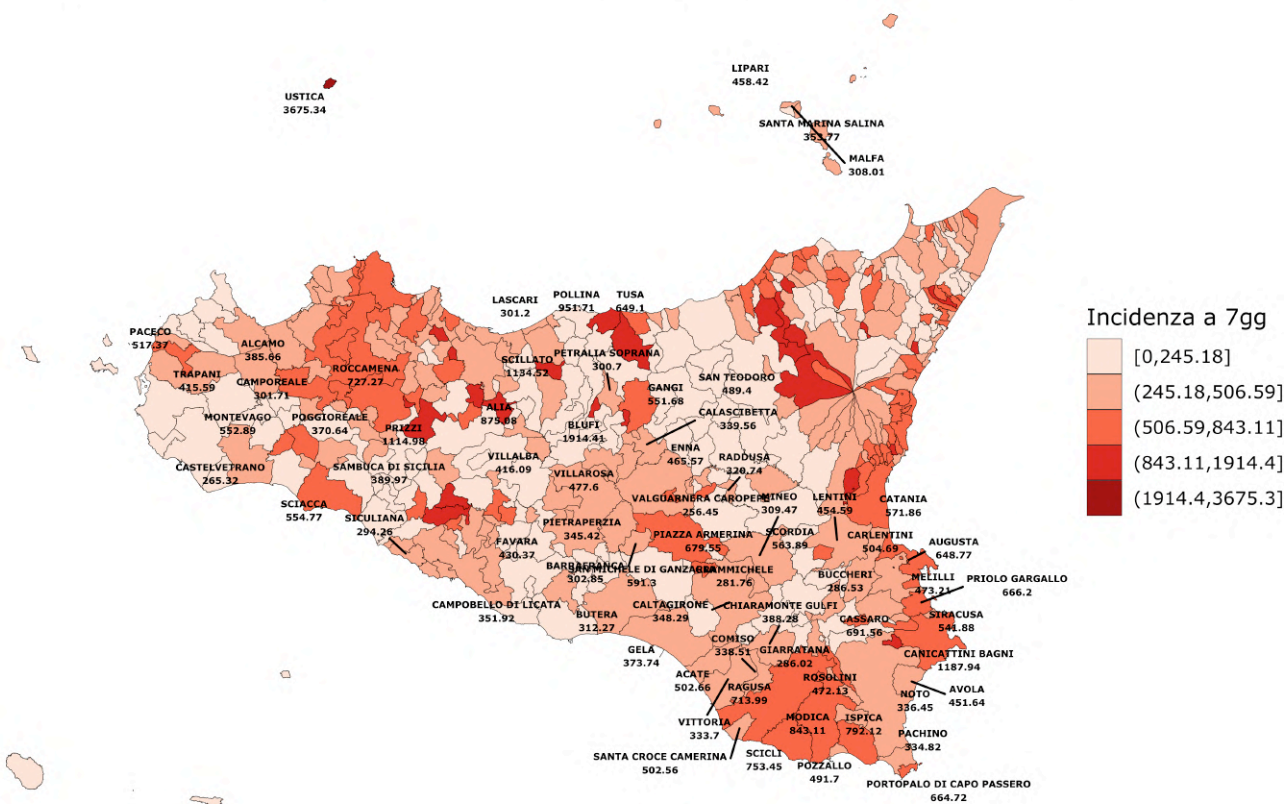 LIPARI
458.42
USTICA
3675.34
SANTA MARINA SALINA
353.77
MALFA
308.01
LASCARI
301.2
POLLINA
951.71
TUSA
649.1
PACECO
517.37
ALCAMO
385.66
TRAPANI
415.59
CAMPOREALE
301.71
ROCCAMENA
727.27
SCILLATO
1134.52
PETRALIA SOPRANA
300.7
GANGI
551.68
SAN TEODORO
489.4
MONTEVAGO
552.89
POGGIOREALE
370.64
PRIZZI
1114.98
ALIA
875.08
BLUFI
1914.41
CALASCIBETTA
339.56
ENNA
465.57
RADDUSA
320.74
CASTELVETRANO
265.32
SAMBUCA DI SICILIA
389.97
VILLALBA
416.09
VILLAROSA
477.6
VALGUARNERA CAROPEPE
256.45
MINEO
309.47
LENTINI
454.59
CATANIA
571.86
SCIACCA
554.77
SICULIANA
294.26
FAVARA
430.37
PIETRAPERZIA
345.42
PIAZZA ARMERINA
679.55
SCORDIA
563.89
CARLENTINI
504.69
AUGUSTA
648.77
BARRAFRANCA
302.85
SAN MICHELE DI GANZARIA
591.3
GRAMMICHELE
281.76
BUCCHERI
286.53
MELILLI
473.21
PRIOLO GARGALLO
666.2
CAMPOBELLO DI LICATA
351.92
BUTERA
312.27
CALTAGIRONE
348.29
CHIARAMONTE GULFI
388.28
CASSARO
691.56
SIRACUSA
541.88
GELA
373.74
COMISO
338.51
GIARRATANA
286.02
CANICATTINI BAGNI
1187.94
ACATE
502.66
RAGUSA
713.99
ROSOLINI
472.13
NOTO
336.45
AVOLA
451.64
VITTORIA
333.7
MODICA
843.11
ISPICA
792.12
PACHINO
334.82
SANTA CROCE CAMERINA
502.56
SCICLI
753.45
POZZALLO
491.7
PORTOPALO DI CAPO PASSERO
664.72
Incidenza a 7gg
[0,245.18]
(245.18,506.59]
(506.59,843.11]
(843.11,1914.4]
(1914.4,3675.3]